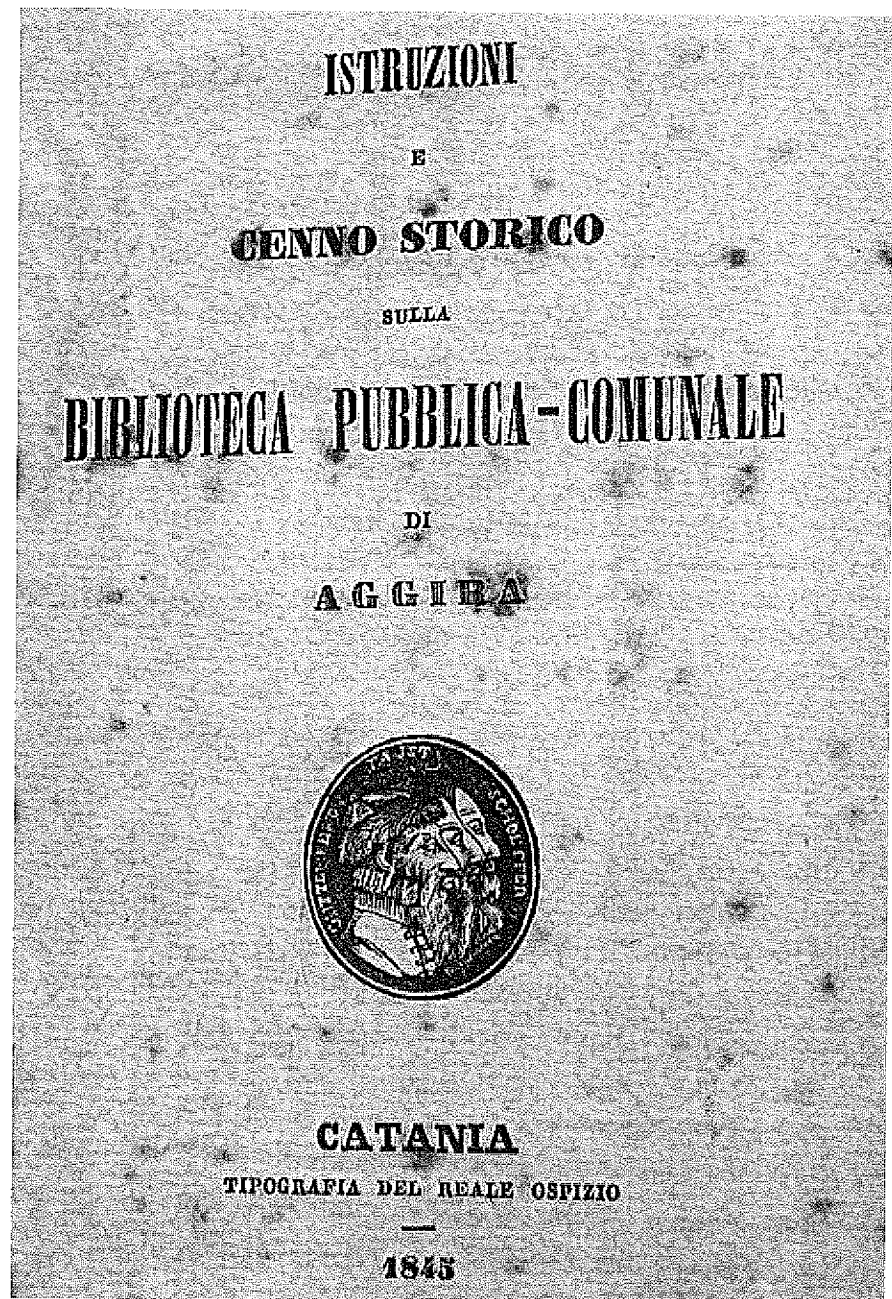 ISTRUZIONI
E
CENNO STORICO
SULLA
BIBLIOTECA PUBBLICA-COMUNALE
DI
AGGIRA
CATANIA
TIPOGRAFIA DEL REALE OSPIZIO
1845